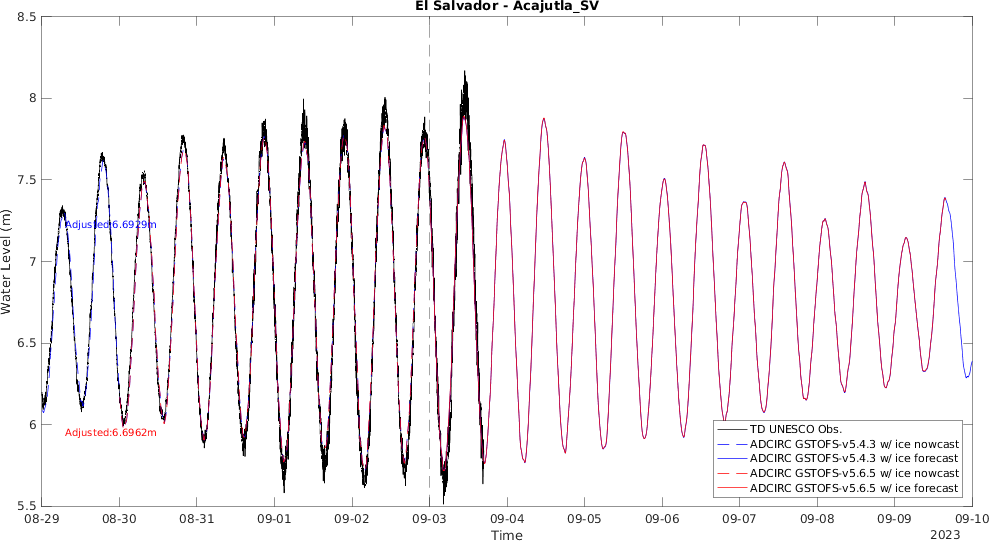 El Salvador - Acajutla_SV
8.5
8
7.5
7
6.5
6
5.5
Water Level (m)
Adjusted:6.6929m
Adjusted:6.6962m
TD UNESCO Obs.
ADCIRC GSTOFS-v5.4.3 w/ ice nowcast
ADCIRC GSTOFS-v5.4.3 w/ ice forecast
ADCIRC GSTOFS-v5.6.5 w/ ice nowcast
ADCIRC GSTOFS-v5.6.5 w/ ice forecast
08-29 08-30 08-31 09-01 09-02 09-03 09-04 09-05 09-06 09-07 09-08 09-09 09-10
Time
2023